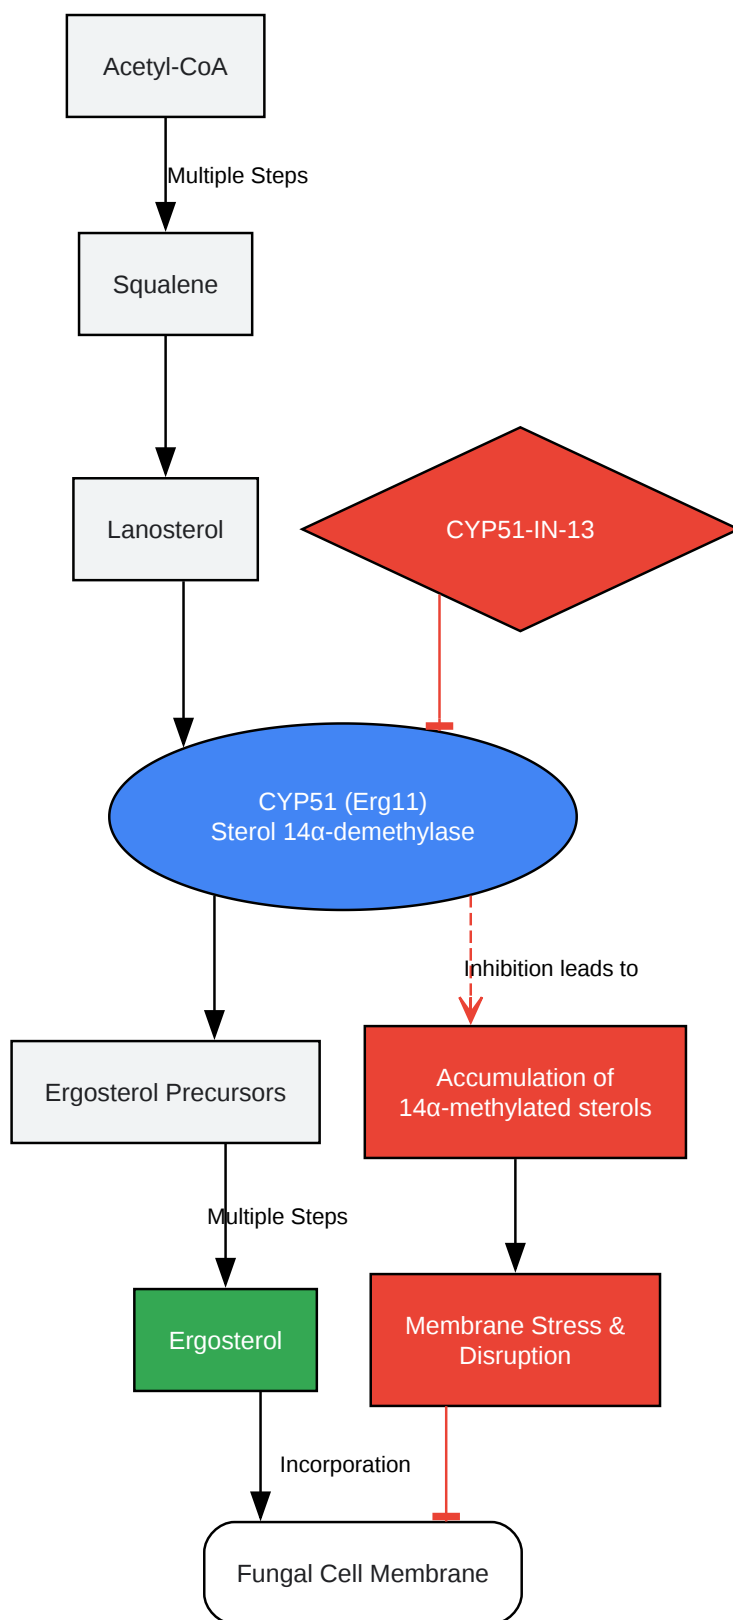 Acetyl-CoA
Multiple Steps
Squalene
Lanosterol
CYP51-IN-13
CYP51 (Erg11)
Sterol 14α-demethylase
Inhibition leads to
Ergosterol Precursors
Accumulation of
14α-methylated sterols
Multiple Steps
Ergosterol
Membrane Stress &
Disruption
Incorporation
Fungal Cell Membrane